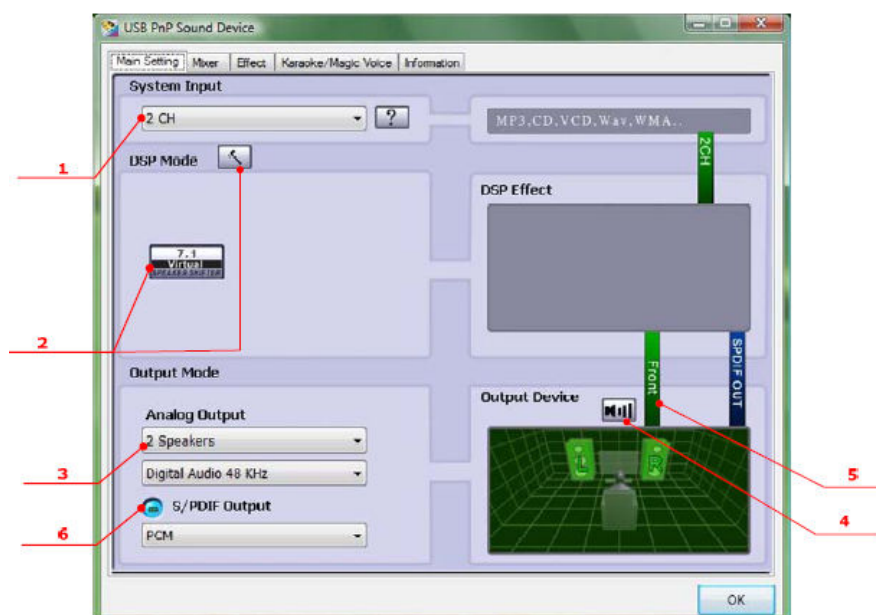 USB PnP Sound Device
Main Setting Mixer Effect Karaoke/Magic Voice Information
System Input
2 CH
?
MP3,CD,VCD,Wav,WMA..
2CH
1
DSP Mode
DSP Effect
7.1
Virtual
SPEAKER SHIFTER
2
Front
SPDIF OUT
Output Mode
Output Device
Analog Output
2 Speakers
L R
3
Digital Audio 48 KHz
5
S/PDIF Output
4
6
PCM
OK